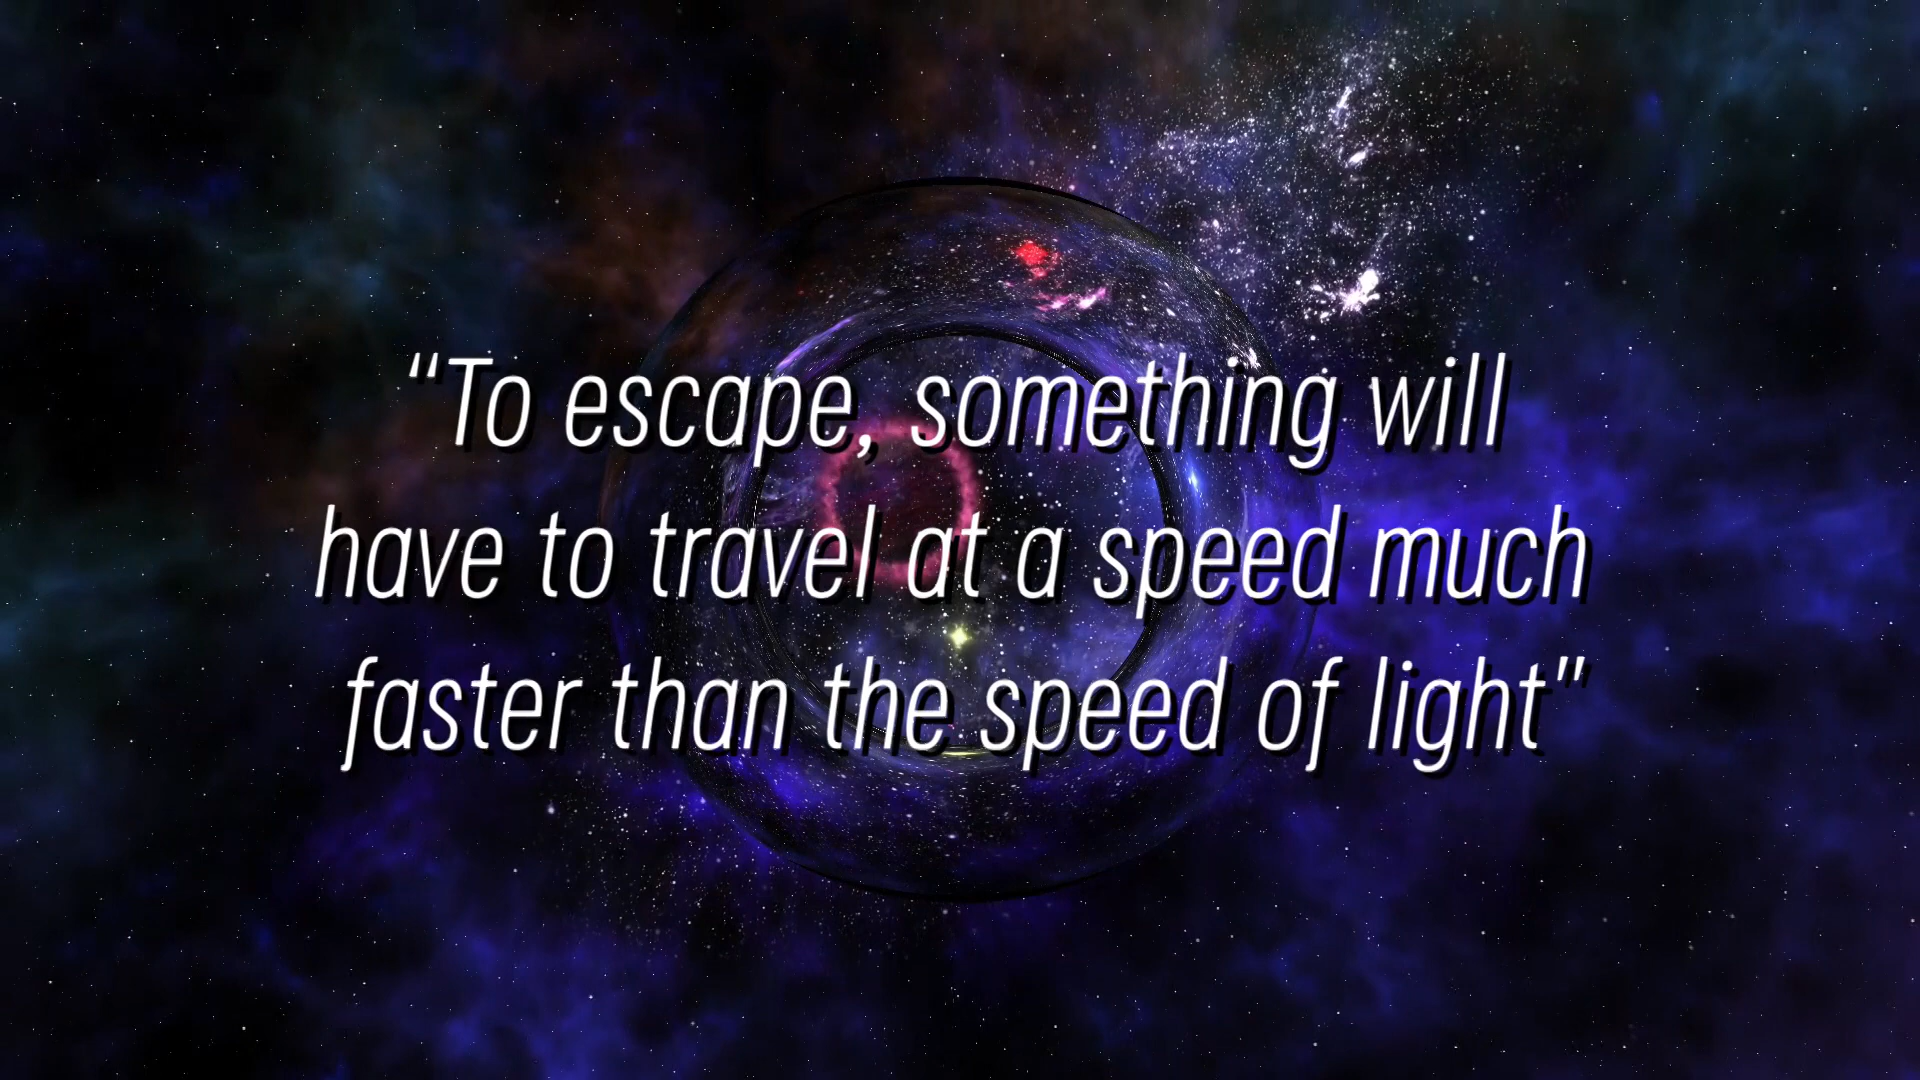 “To escape, something will
have to travel at a speed much
faster than the speed of light”